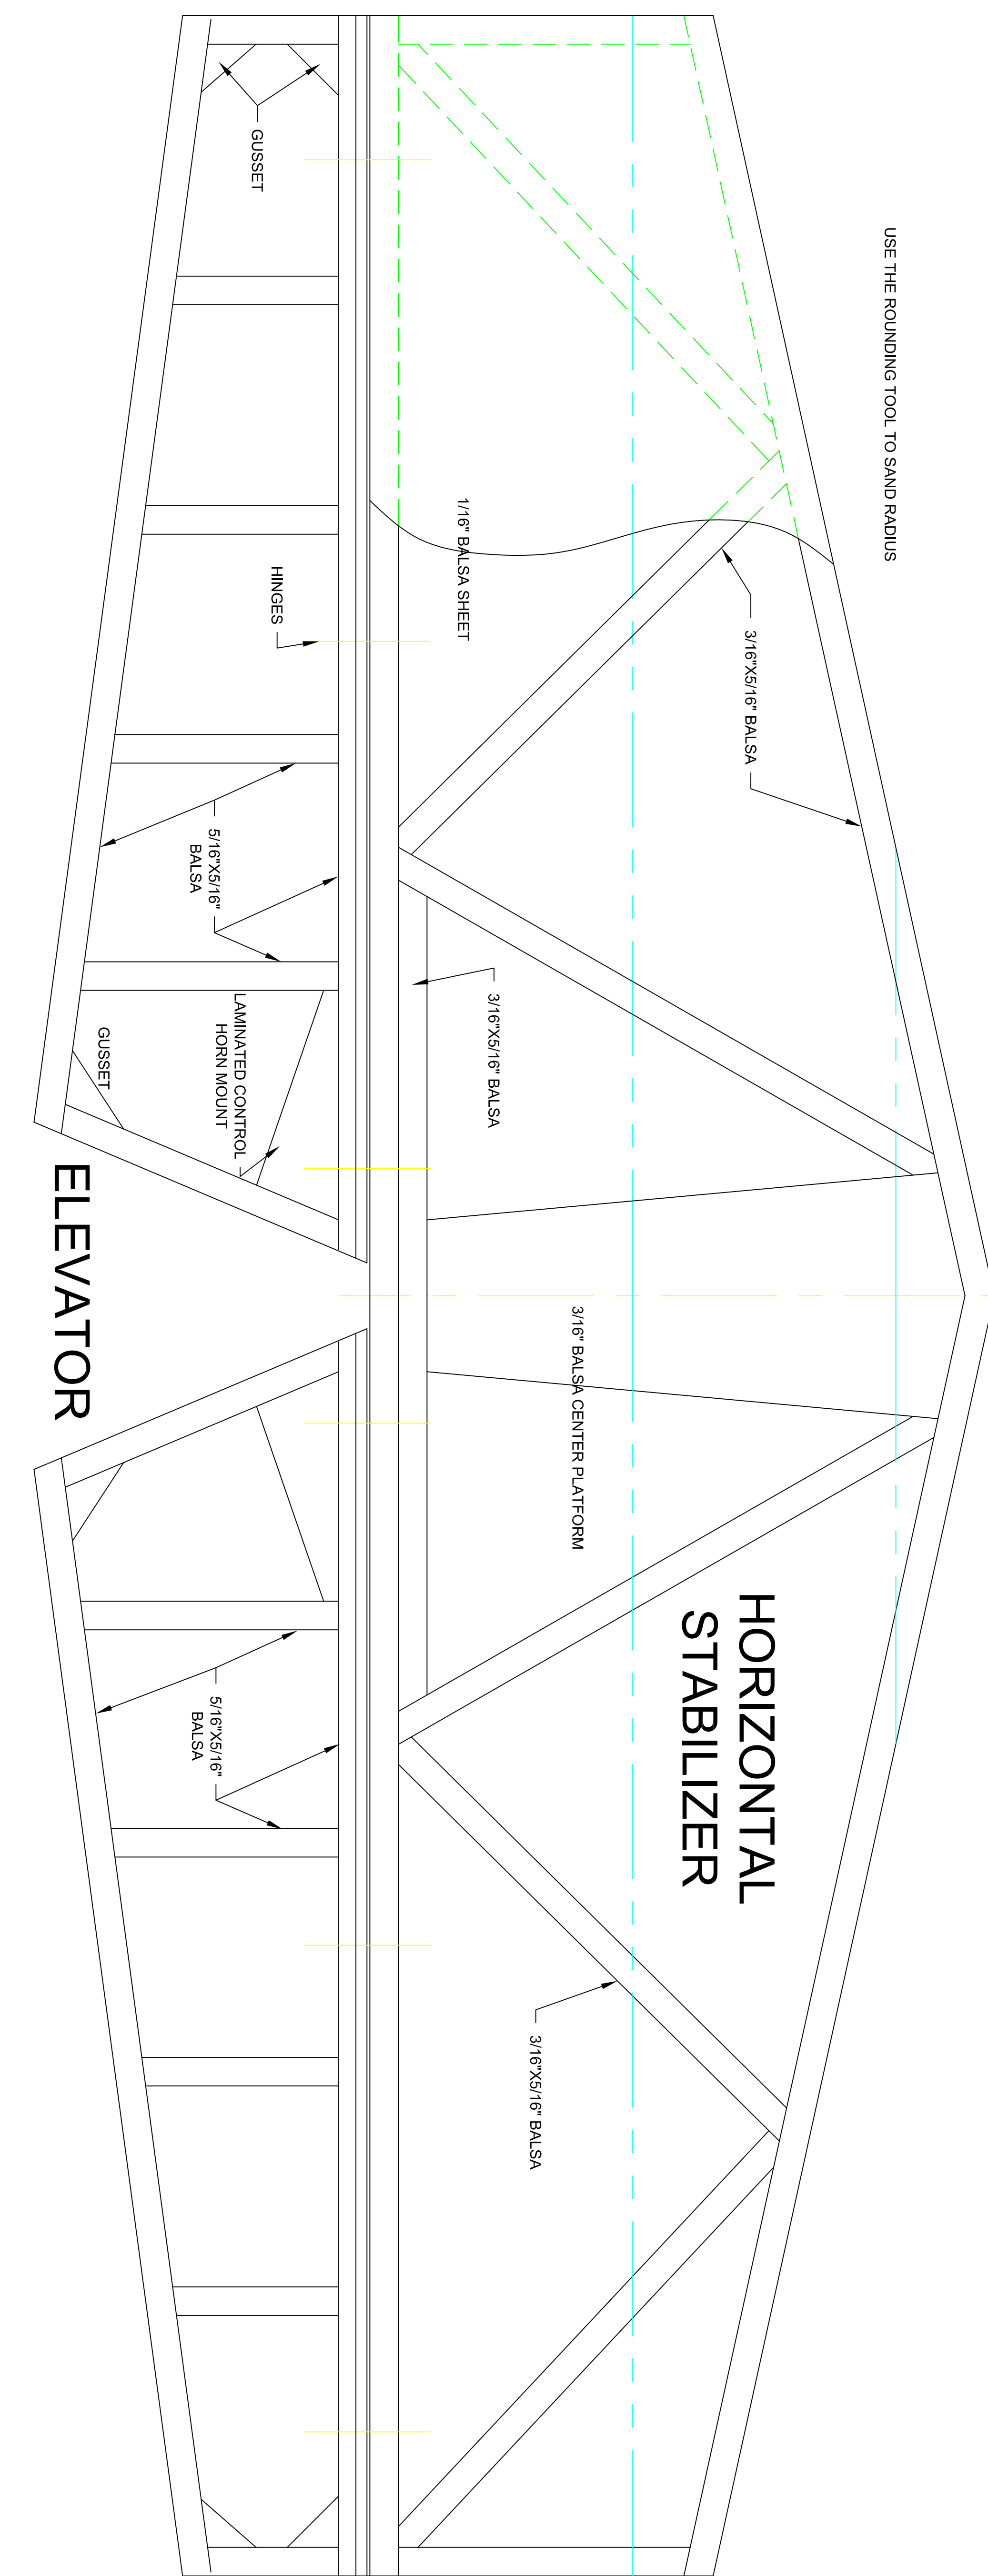 USE THE ROUNDING TOOL TO SAND RADIUS
GUSSET
1/16" BALSA SHEET
HINGES
3/16"X5/16" BALSA
5/16"X5/16"
BALSA
3/16"X5/16" BALSA
LAMINATED CONTROL
HORN MOUNT
GUSSET
ELEVATOR
3/16" BALSA CENTER PLATFORM
HORIZONTAL
STABILIZER
5/16"X5/16"
BALSA
3/16"X5/16" BALSA